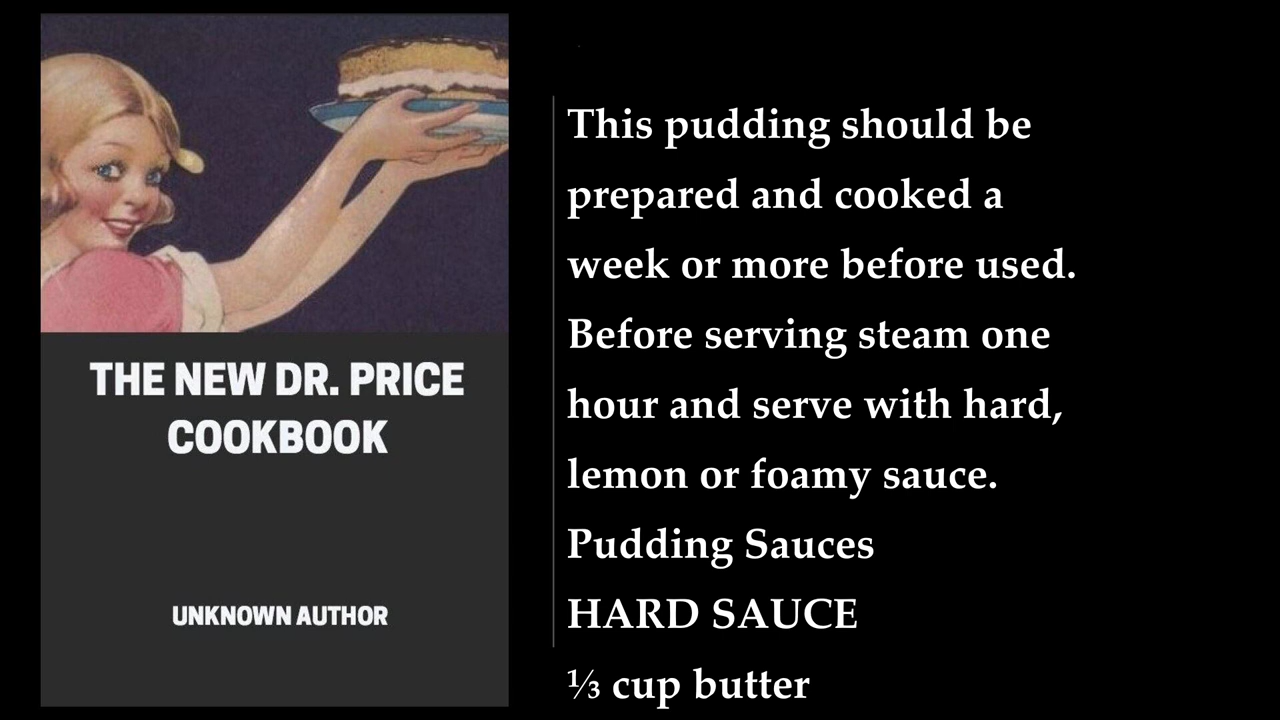 THE NEW DR. PRICE
COOKBOOK
UNKNOWN AUTHOR
This pudding should be
prepared and cooked a
week or more before used.
Before serving steam one
hour and serve with hard,
lemon or foamy sauce.
Pudding Sauces
HARD SAUCE
⅓ cup butter